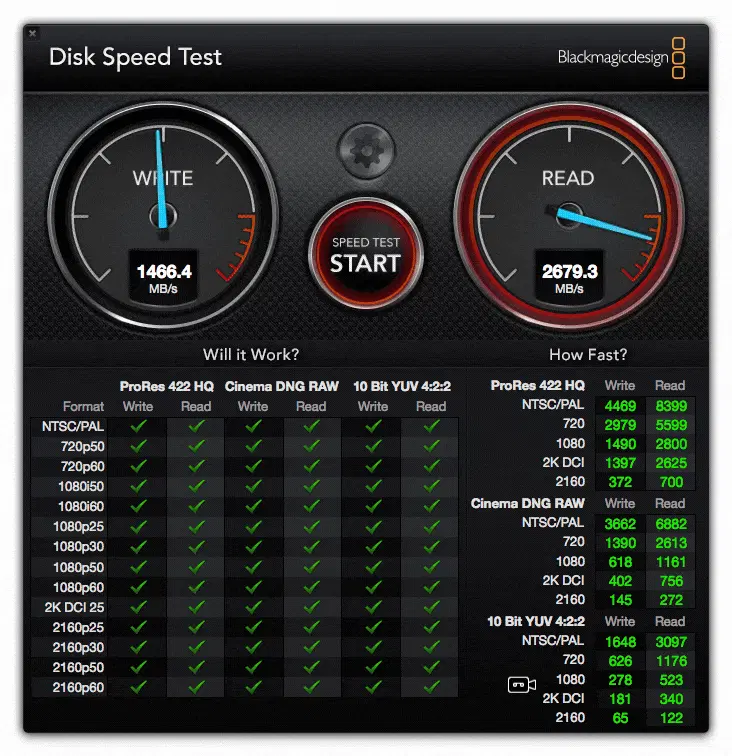 Disk Speed Test
Blackmagicdesign
WRITE
1466.4
MB/s
SPEED TEST
START
READ
2679.3
MB/s
Will it Work?
ProRes 422 HQ Cinema DNG RAW 10 Bit YUV 4:2:2
Format Write Read Write Read Write Read
NTSC/PAL
720p50
720p60
1080i50
1080i60
1080p25
1080p30
1080p50
1080p60
2K DCI 25
2160p25
2160p30
2160p50
2160p60
How Fast?
ProRes 422 HQ Write Read
NTSC/PAL 4469 8399
720 2979 5599
1080 1490 2800
2K DCI 1397 2625
2160 372 700
Cinema DNG RAW Write Read
NTSC/PAL 3662 6882
720 1390 2613
1080 618 1161
2K DCI 402 756
2160 145 272
10 Bit YUV 4:2:2 Write Read
NTSC/PAL 1648 3097
720 626 1176
1080 278 523
2K DCI 181 340
2160 65 122